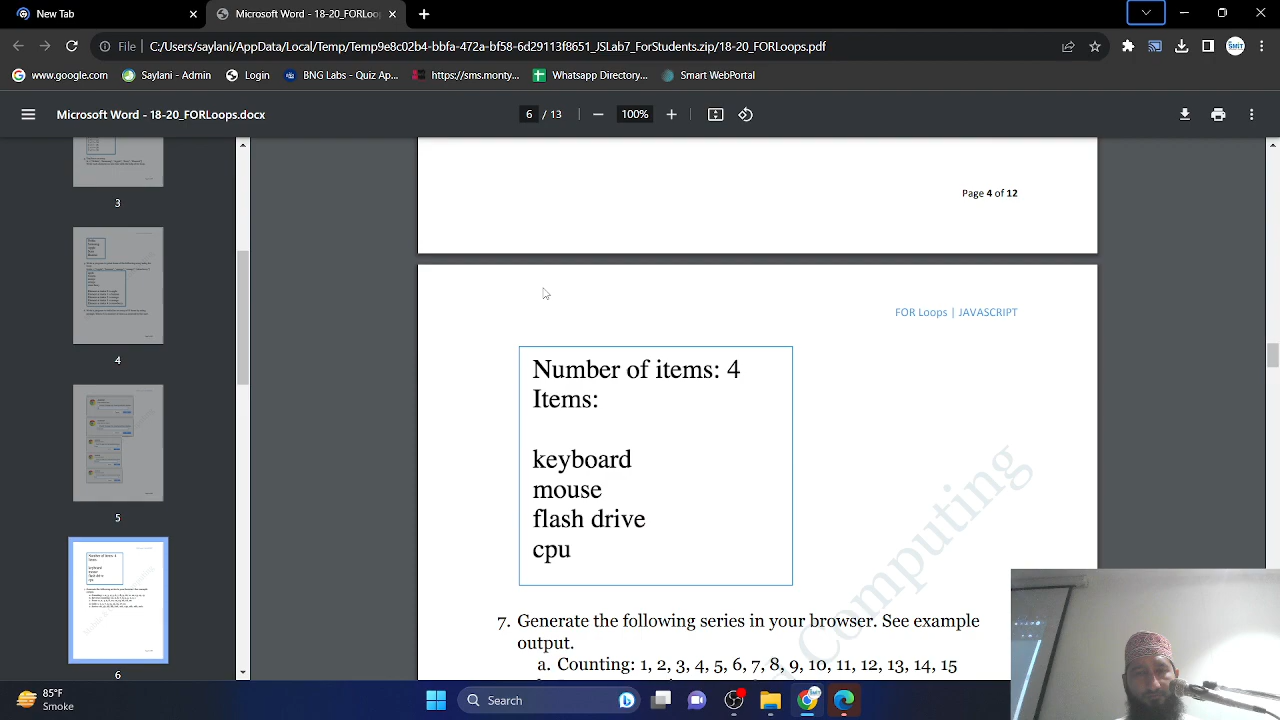 New Tab
Microsoft Word - 18-20_FORLoo
File
C:/Users/saylani/AppData/Local/Temp/Temp9e8c02b4-bbf3-472a-bf58-6d29113f8651_JSLab7_ForStudents.zip/18-20_FORLoops.pdf
www.google.com
Saylani - Admin
Login
BNG Labs - Quiz Ap...
https://sms.monty...
Whatsapp Directory...
Smrt WebPortal
Microsoft Word - 18-20_FORLoops.docx
6 / 13
100%
3
4
5
6
Page 4 of 12
FOR Loops | JAVASCRIPT
Number of items: 4
Items:
keyboard
mouse
flash drive
cpu
Computing
7. Generate the following series in your browser. See example
output.
a. Counting: 1, 2, 3, 4, 5, 6, 7, 8, 9, 10, 11, 12, 13, 14, 15
85°F
Smoke
Search